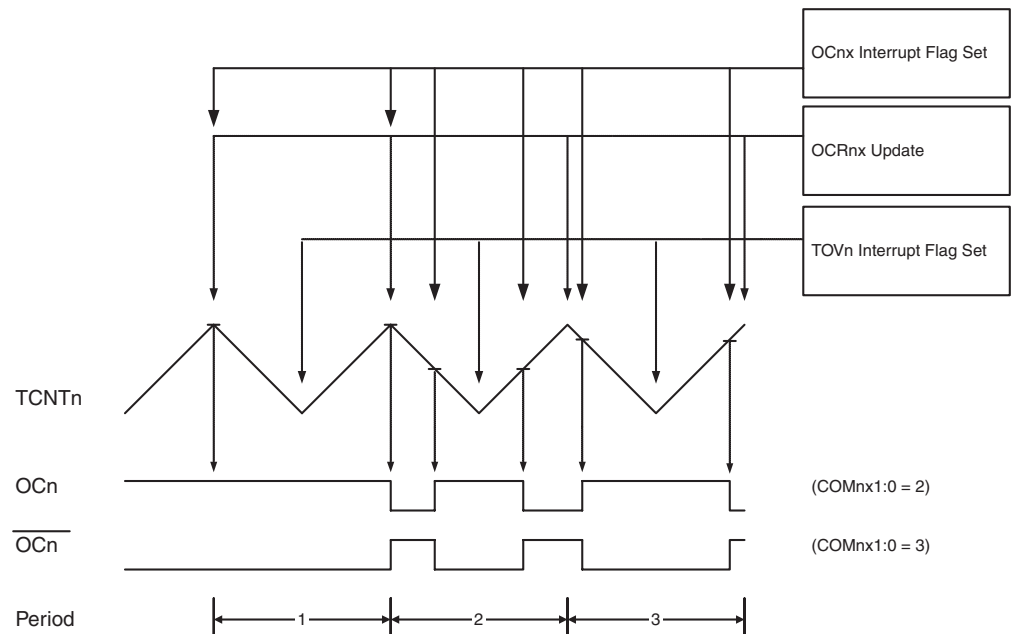 OCnx Interrupt Flag Set
OCRnx Update
TOVn Interrupt Flag Set
TCNTn
OCn
(COMnx1:0 = 2)
OCn
(COMnx1:0 = 3)
Period
1
2
3